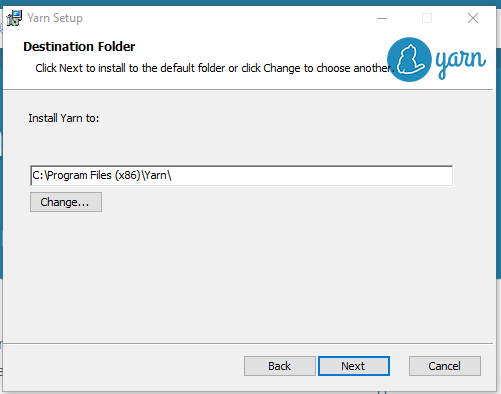 Yarn Setup
Destination Folder
Click Next to install to the default folder or click Change to choose another.
yarn
Install Yarn to:
C:\Program Files (x86)\Yarn\
Change...
Back
Next
Cancel